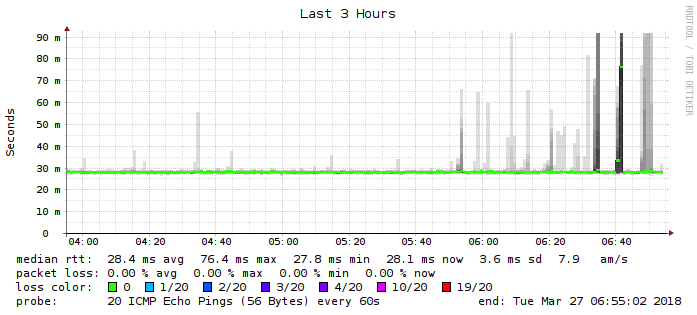 Last 3 Hours
RRDTOOL / TOBI OETIKER
Seconds
90 m
80 m
70 m
60 m
50 m
40 m
30 m
20 m
10 m
0
04:00 04:20 04:40 05:00 05:20 05:40 06:00 06:20 06:40
median rtt: 28.4 ms avg 76.4 ms max 27.8 ms min 28.1 ms now 3.6 ms sd 7.9 am/s
packet loss: 0.00 % avg 0.00 % max 0.00 % min 0.00 % now
loss color: 0 1/20 2/20 3/20 4/20 10/20 19/20
probe: 20 ICMP Echo Pings (56 Bytes) every 60s end: Tue Mar 27 06:55:02 2018